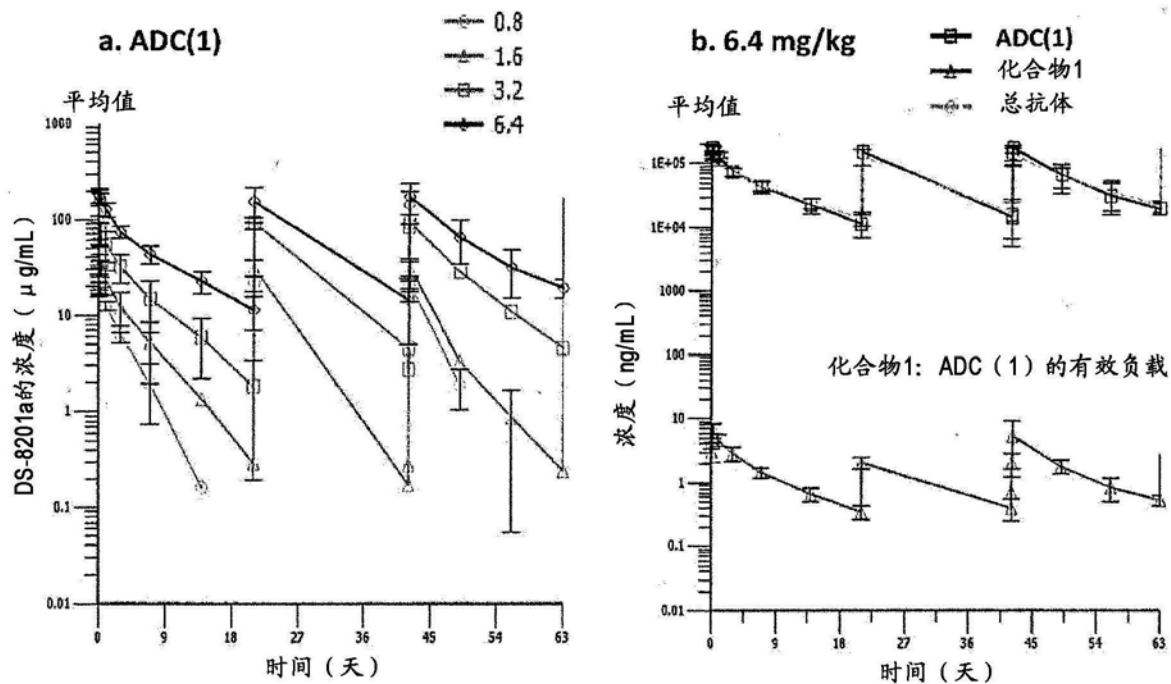 a. ADC(1)
0.8
1.6
3.2
6.4
平均值
DS-8201a的浓度（μg/mL）
1000
100
10
1
0.1
0.01
0 9 18 27 36 45 54 63
时间（天）
b. 6.4 mg/kg
ADC(1)
化合物1
总抗体
平均值
浓度（ng/mL）
1E+05
1E+04
1000
100
10
1
0.1
0.01
化合物1：ADC（1）的有效负载
0 9 18 27 36 45 54 63
时间（天）